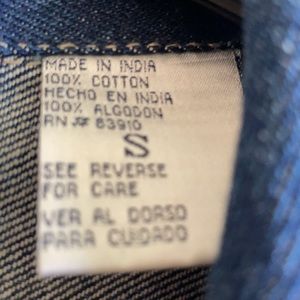 MADE IN INDIA
100% COTTON
HECHO EN INDIA
100% ALGODON
RN # 83910
S
SEE REVERSE
FOR CARE
VER AL DORSO
PARA CUIDADO